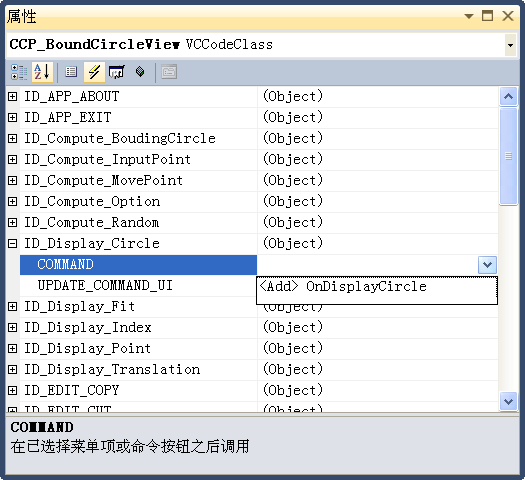 属性
CCP_BoundCircleView VCCodeClass
ID_APP_ABOUT (Object)
ID_APP_EXIT (Object)
ID_Compute_BoudingCircle (Object)
ID_Compute_InputPoint (Object)
ID_Compute_MovePoint (Object)
ID_Compute_Option (Object)
ID_Compute_Random (Object)
ID_Display_Circle (Object)
COMMAND
UPDATE_COMMAND_UI <Add> OnDisplayCircle
ID_Display_Fit (Object)
ID_Display_Index (Object)
ID_Display_Point (Object)
ID_Display_Translation (Object)
ID_EDIT_COPY (Object)
ID_EDIT_CUT (Object)
COMMAND
在已选择菜单项或命令按钮之后调用